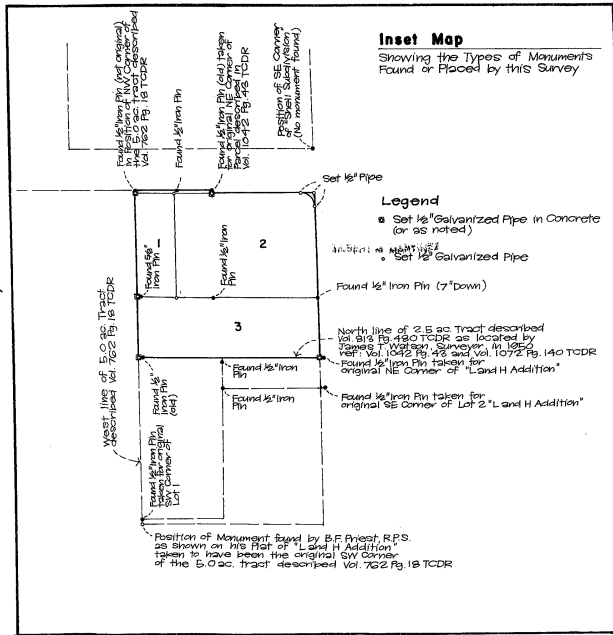 Inset Map
Showing the Types of Monuments
Found or Placed by this Survey
Found ½" Iron Pin (not original)
in Position of NW Corner of
the 5.0 ac. tract described
Vol. 762 Pg. 18 TCDR
Found ½" Iron Pin
Found ½" Iron Pin (old) taken
for original NE Corner of
Parcel described in
Vol. 1042 Pg. 43 TCDR
Position of SE Corner
of "Shell Subdivision"
(No monument found)
Set ½" Pipe
Legend
Set ½" Galvanized Pipe in Concrete
(or as noted)
Set ½" Galvanized Pipe
1
2
3
Found 5/8"
Iron Pin
Found ½" Iron
Pin
Found ½" Iron Pin (7" Down)
North line of 2.5 ac. Tract described
Vol. 813 Pg. 480 TCDR as located by
James T. Watson, Surveyor, in 1950
ref: Vol. 1042 Pg. 43 and Vol. 1072 Pg. 140 TCDR
Found ½" Iron Pin taken for
original NE Corner of "L and H Addition"
Found ½" Iron
Pin
Found ½" Iron
Pin
Found ½" Iron Pin taken for
original SE Corner of Lot 2 "L and H Addition"
West line of 5.0 ac. Tract
described Vol. 762 Pg. 18 TCDR
Found ½"
Iron Pin
(old)
Found ½" Iron Pin
taken for original
SW Corner of
Lot 1
Position of Monument found by B.F. Priest, R.P.S.
as shown on his Plat of "L and H Addition"
taken to have been the original SW Corner
of the 5.0 ac. tract described Vol. 762 Pg. 18 TCDR